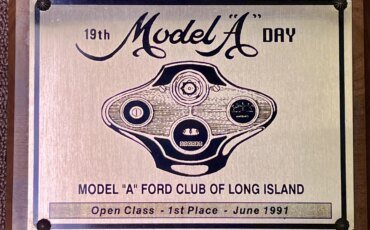 19th Model "A" DAY
MODEL "A" FORD CLUB OF LONG ISLAND
Open Class - 1st Place - June 1991